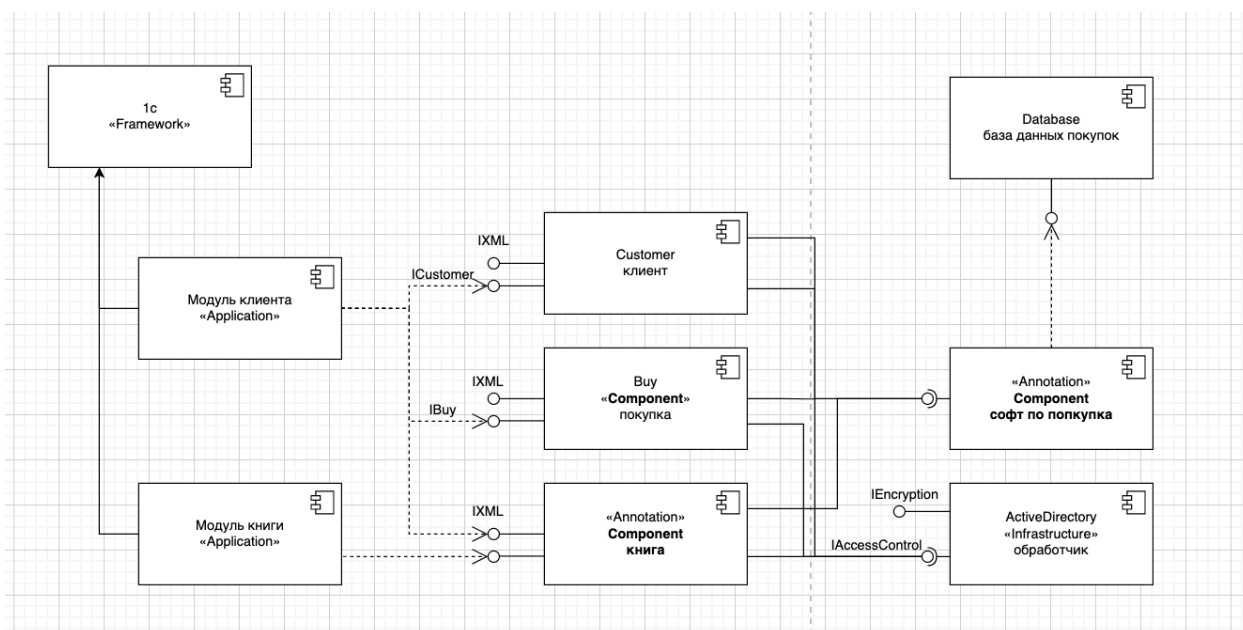 1c
«Framework»
Database
база данных покупок
IXML
Customer
клиент
ICustomer
Модуль клиента
«Application»
IXML
Buy
«Component»
покупка
IBuy
«Annotation»
Component
софт по попкупка
IXML
Модуль книги
«Application»
«Annotation»
Component
книга
IEncryption
IAccessControl
ActiveDirectory
«Infrastructure»
обработчик